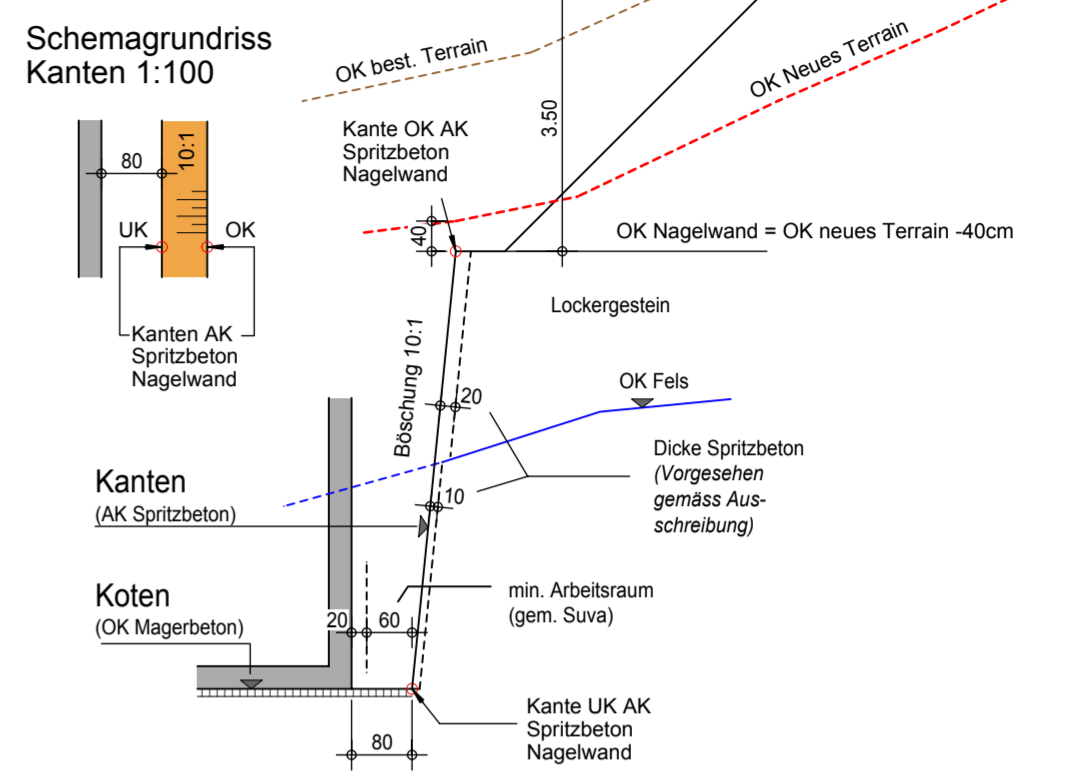 Schemagrundriss
Kanten 1:100
80
10:1
UK
OK
Kanten AK
Spritzbeton
Nagelwand
OK best. Terrain
OK Neues Terrain
3.50
Kante OK AK
Spritzbeton
Nagelwand
40
OK Nagelwand = OK neues Terrain -40cm
Lockergestein
Böschung 10:1
20
OK Fels
Dicke Spritzbeton
(Vorgesehen
gemäss Aus-
schreibung)
10
Kanten
(AK Spritzbeton)
Koten
(OK Magerbeton)
20
60
min. Arbeitsraum
(gem. Suva)
Kante UK AK
Spritzbeton
Nagelwand
80